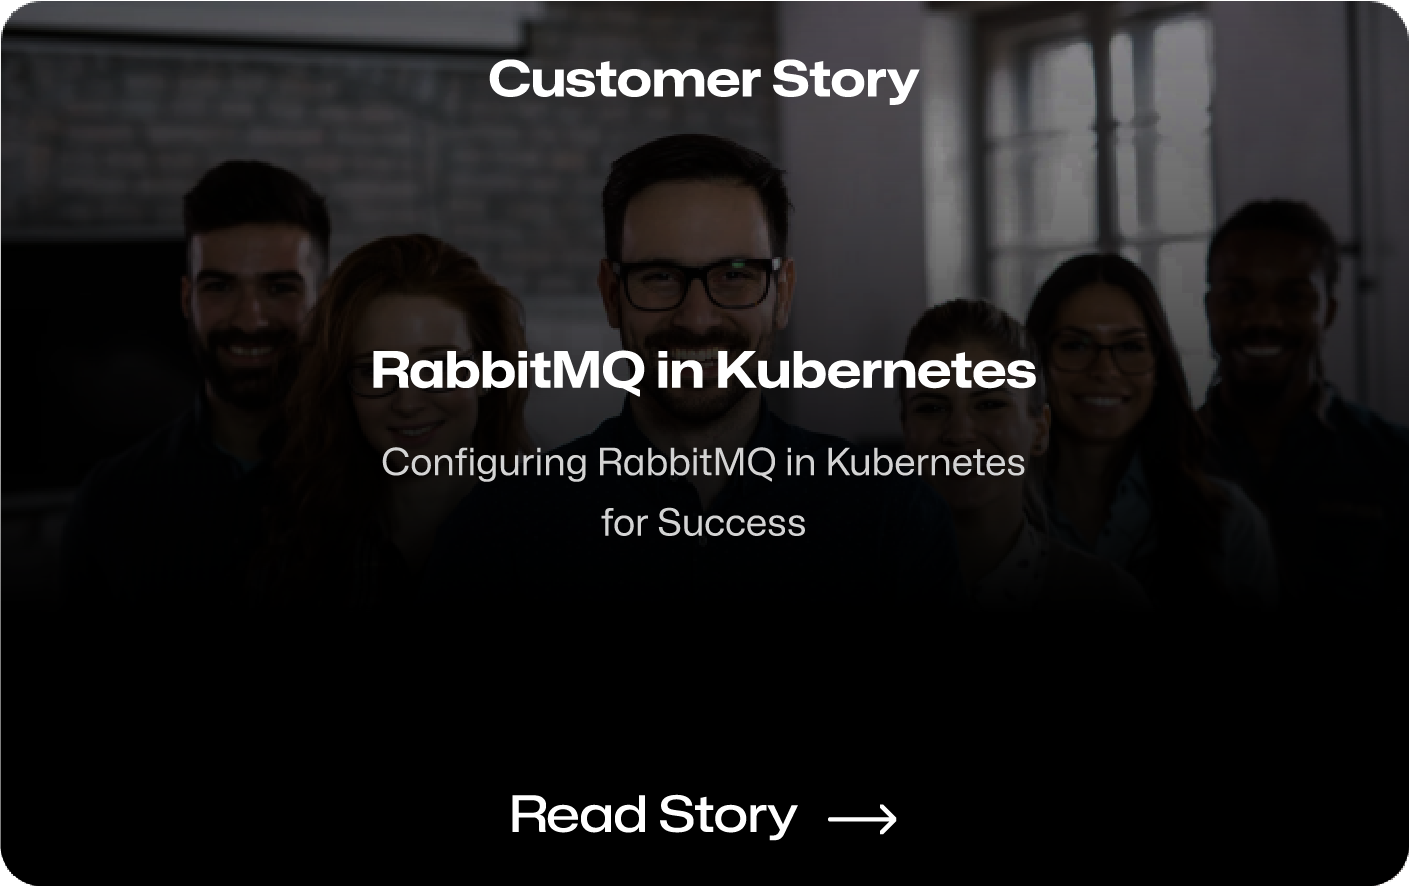 Customer Story
RabbitMQ in Kubernetes
Configuring RabbitMQ in Kubernetes
for Success
Read Story